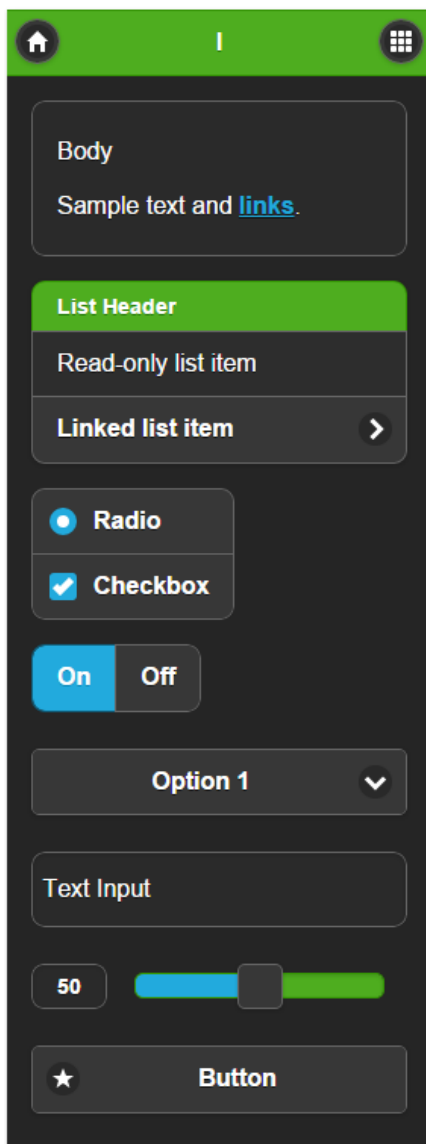 I
Body
Sample text and links.
List Header
Read-only list item
Linked list item
Radio
Checkbox
On Off
Option 1
Text Input
50
Button